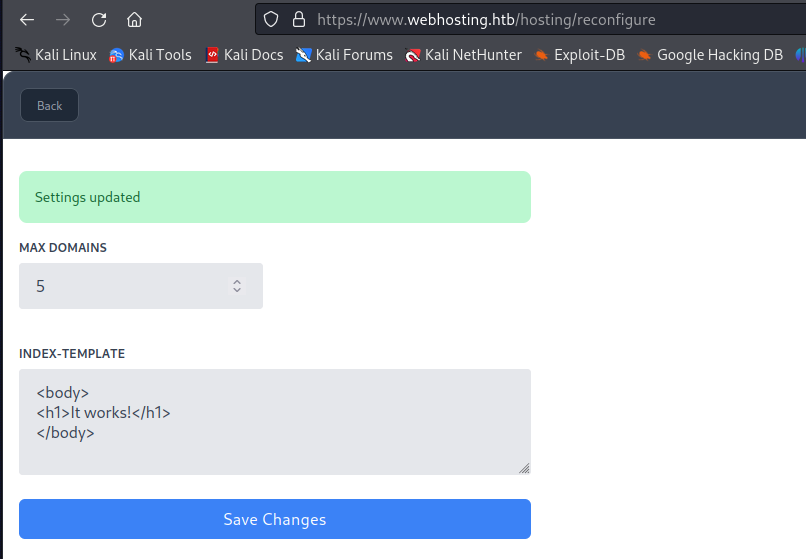 https://www.webhosting.htb/hosting/reconfigure
Kali Linux Kali Tools Kali Docs Kali Forums Kali NetHunter Exploit-DB Google Hacking DB
Back
Settings updated
MAX DOMAINS
5
INDEX-TEMPLATE
<body>
<h1>It works!</h1>
</body>
Save Changes